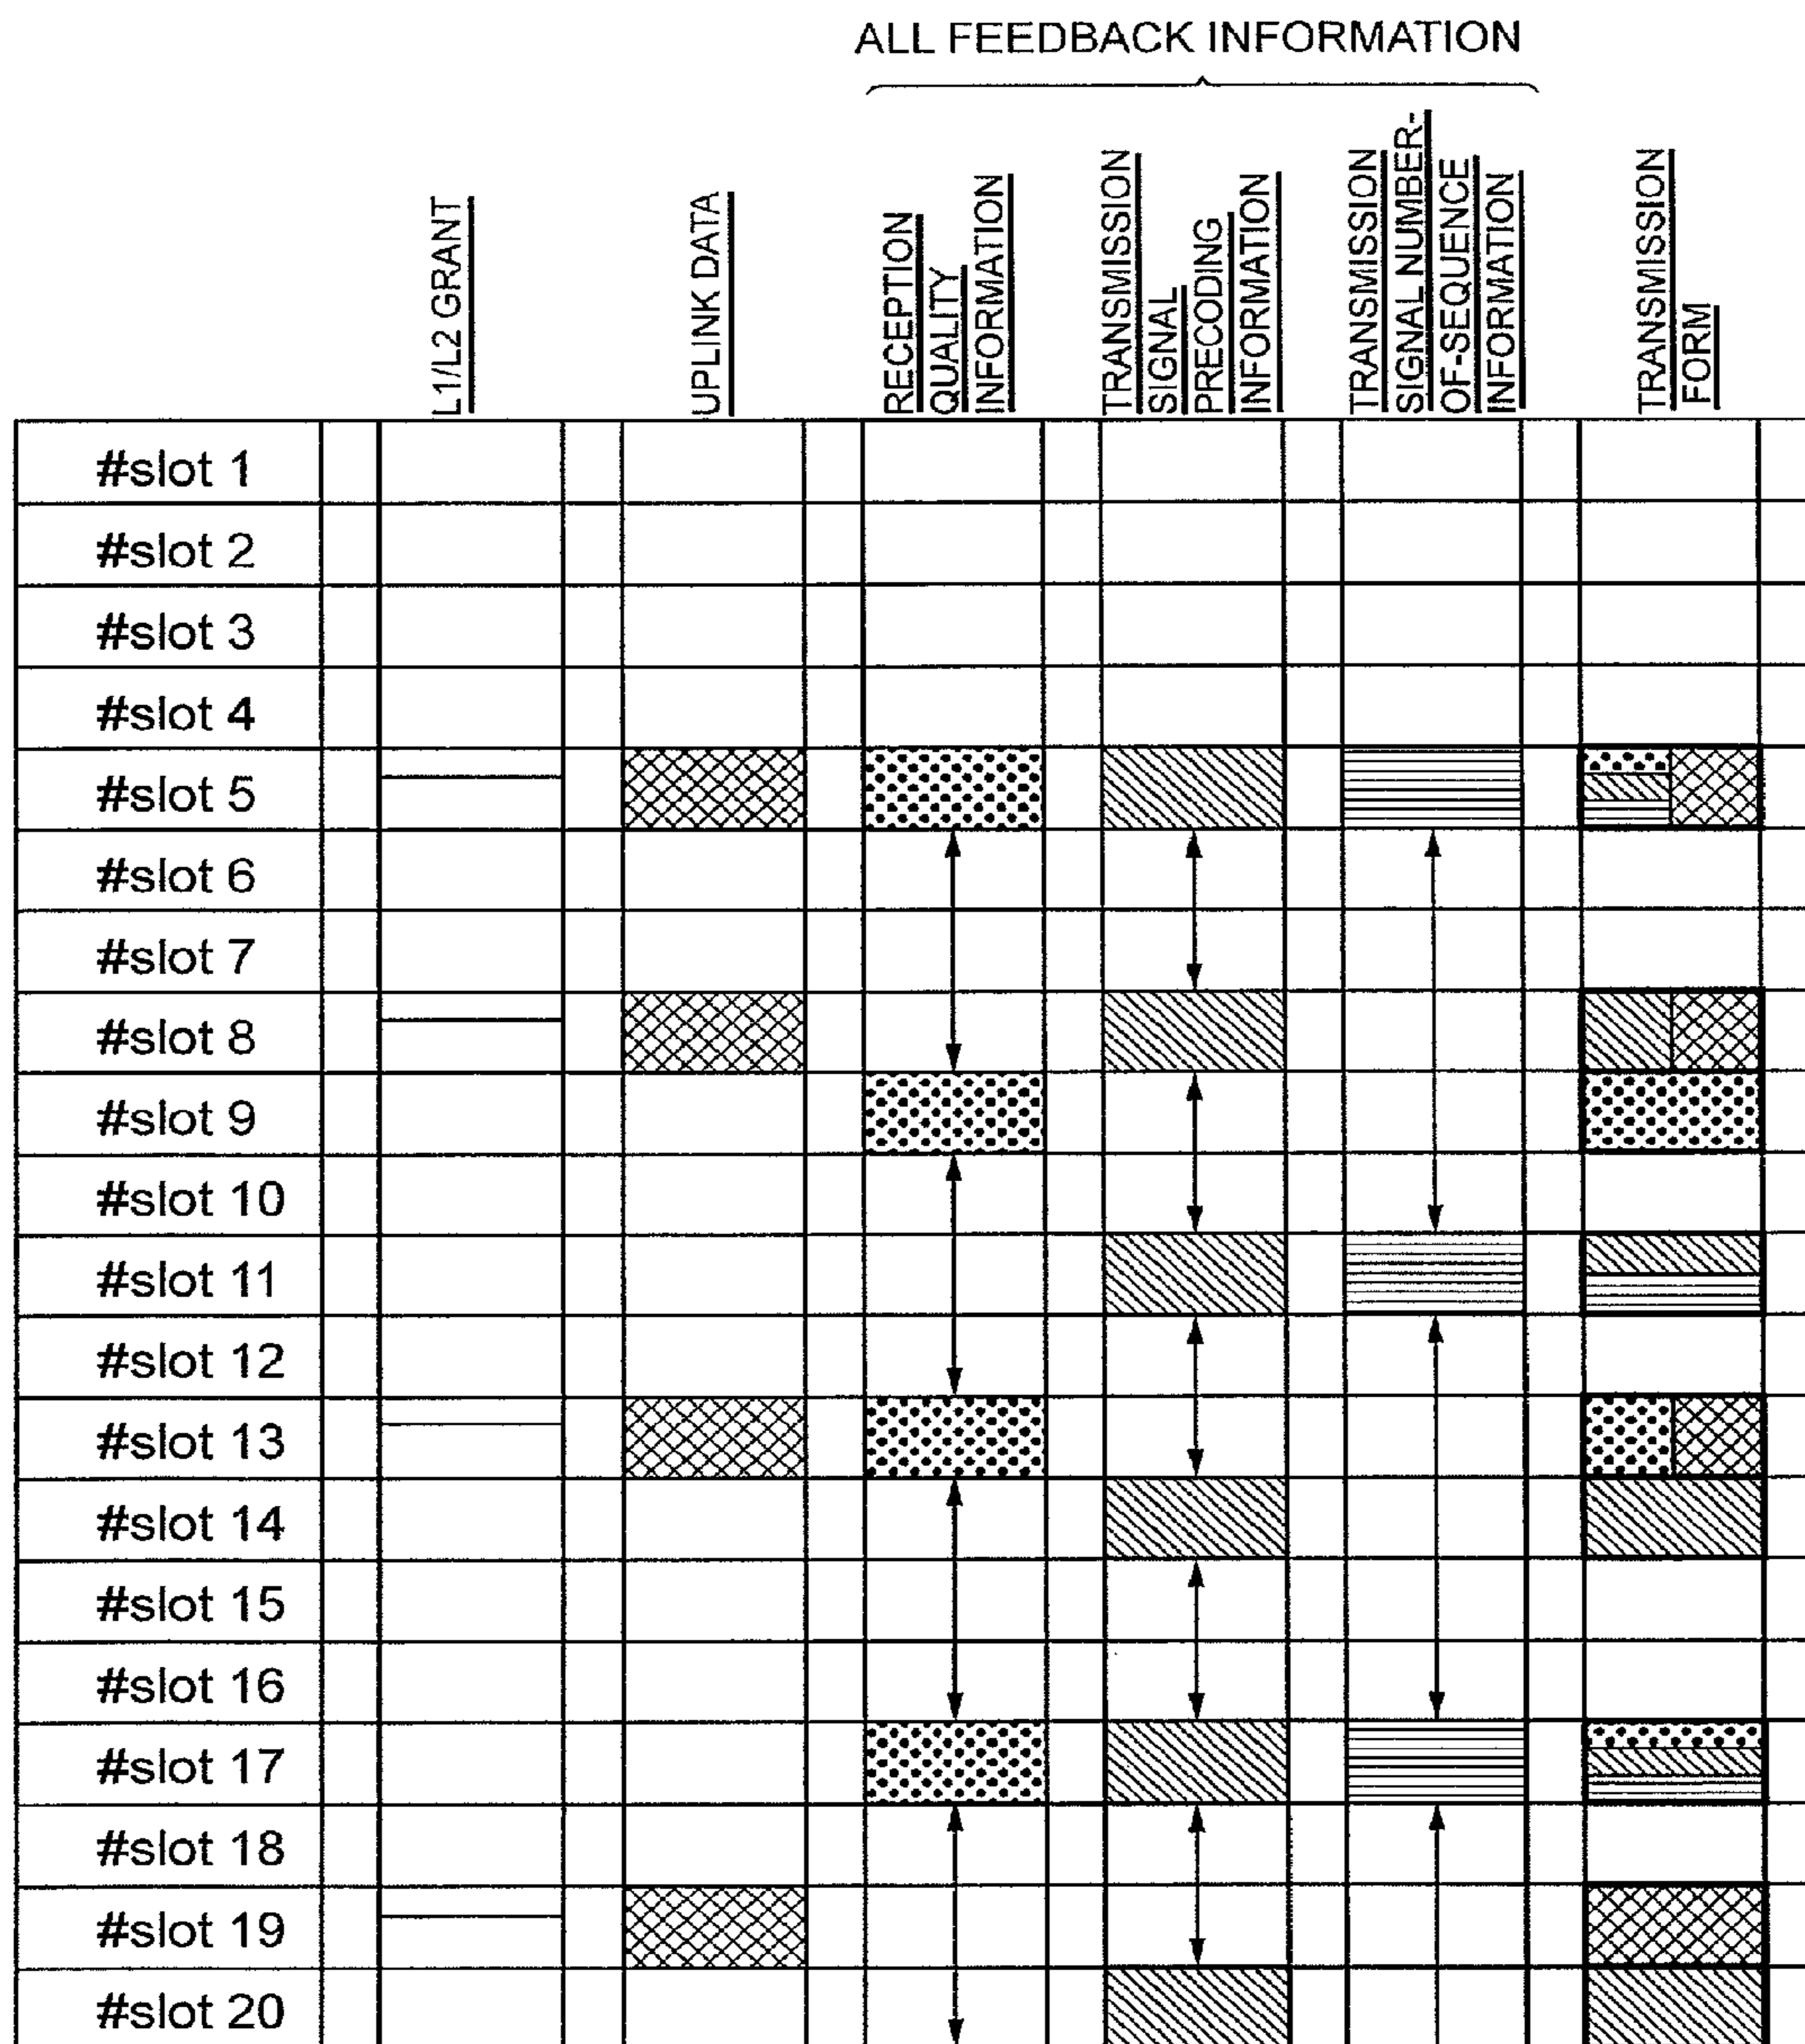 ALL FEEDBACK INFORMATION
L1/L2 GRANT
UPLINK DATA
RECEPTION
QUALITY
INFORMATION
TRANSMISSION
SIGNAL
PRECODING
INFORMATION
TRANSMISSION
SIGNAL NUMBER-
OF-SEQUENCE
INFORMATION
TRANSMISSION
FORM
#slot 1
#slot 2
#slot 3
#slot 4
#slot 5
#slot 6
#slot 7
#slot 8
#slot 9
#slot 10
#slot 11
#slot 12
#slot 13
#slot 14
#slot 15
#slot 16
#slot 17
#slot 18
#slot 19
#slot 20